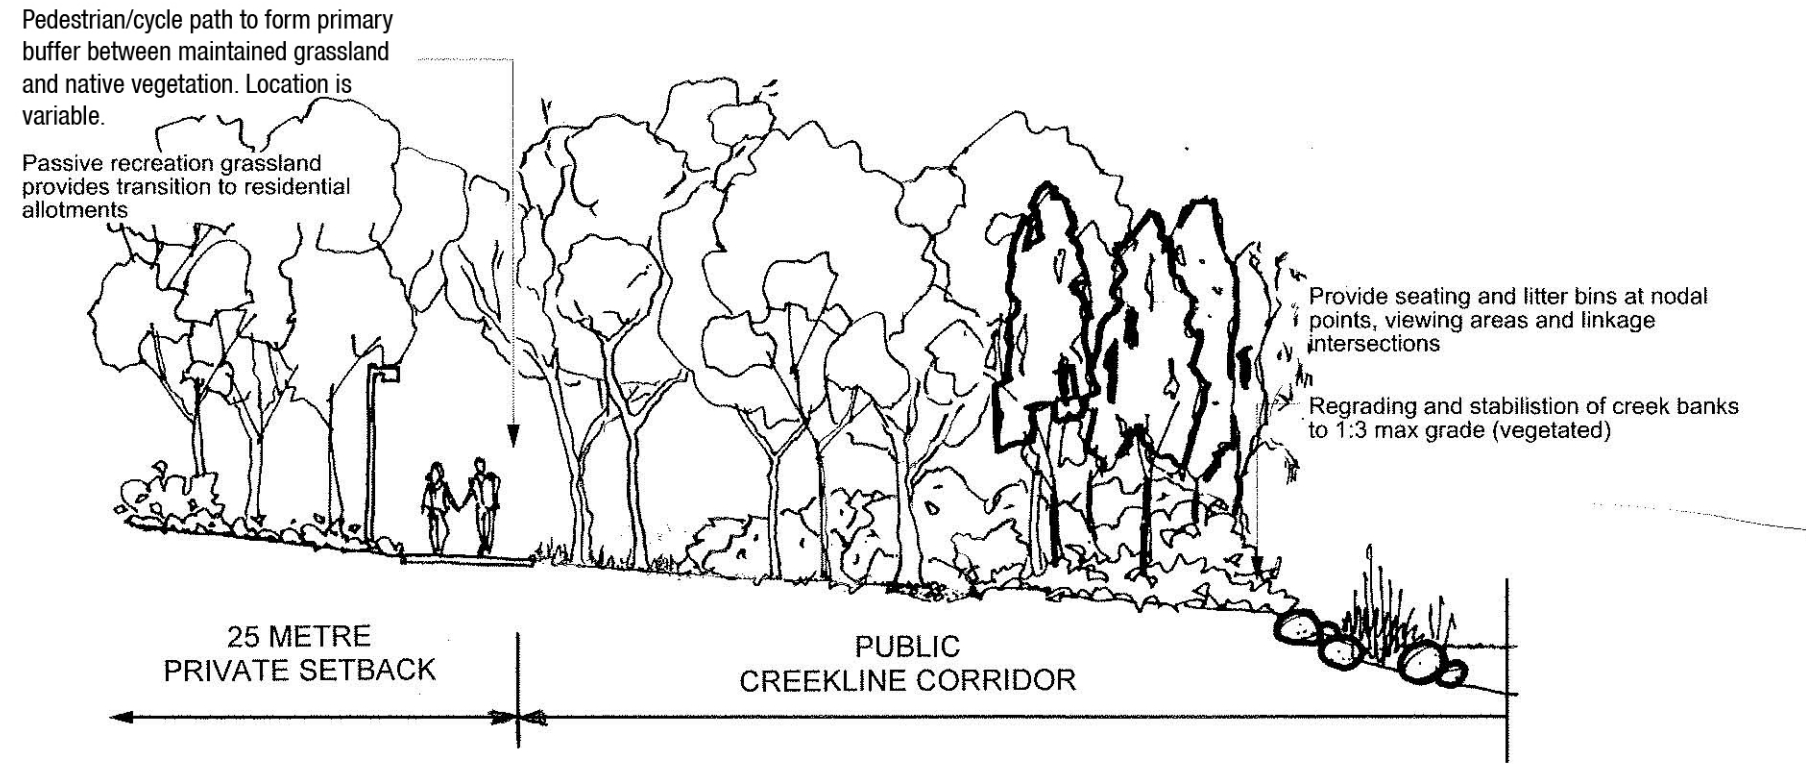 Pedestrian/cycle path to form primary
buffer between maintained grassland
and native vegetation. Location is
variable.
Passive recreation grassland
provides transition to residential
allotments
Provide seating and litter bins at nodal
points, viewing areas and linkage
intersections
Regrading and stabilistion of creek banks
to 1:3 max grade (vegetated)
25 METRE
PRIVATE SETBACK
PUBLIC
CREEKLINE CORRIDOR